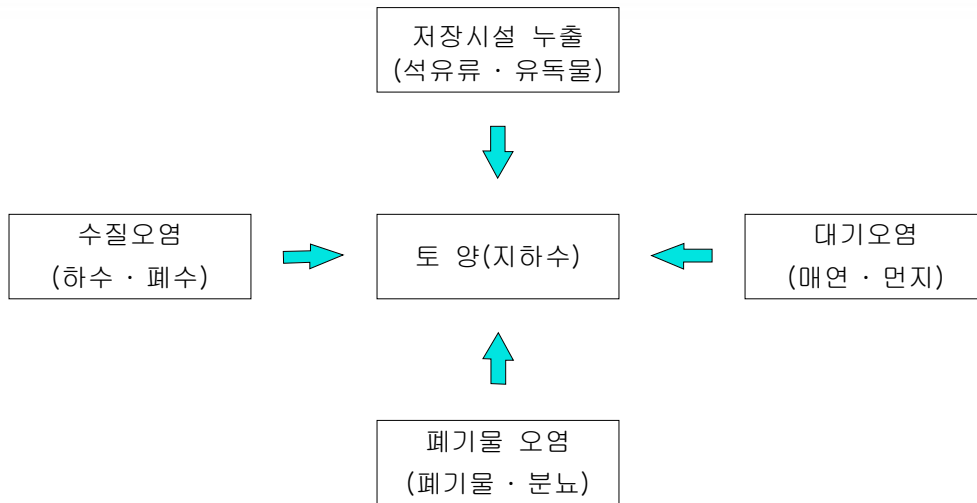 저장시설 누출
(석유류 · 유독물)
수질오염
(하수 · 폐수)
토 양(지하수)
대기오염
(매연 · 먼지)
폐기물 오염
(폐기물 · 분뇨)